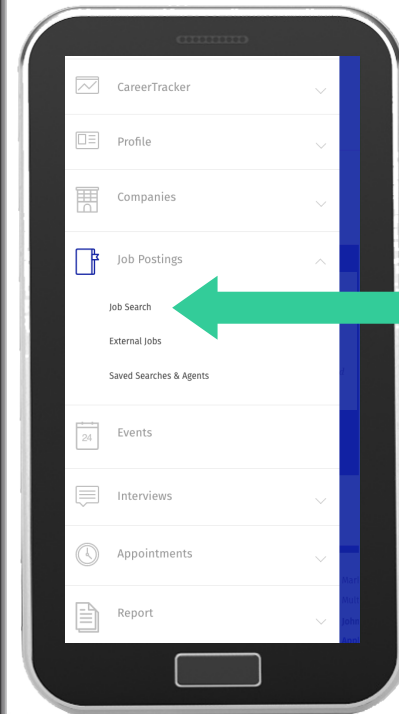 CareerTracker
Profile
Companies
Job Postings
Job Search
External Jobs
Saved Searches & Agents
24
Events
Interviews
Appointments
Report